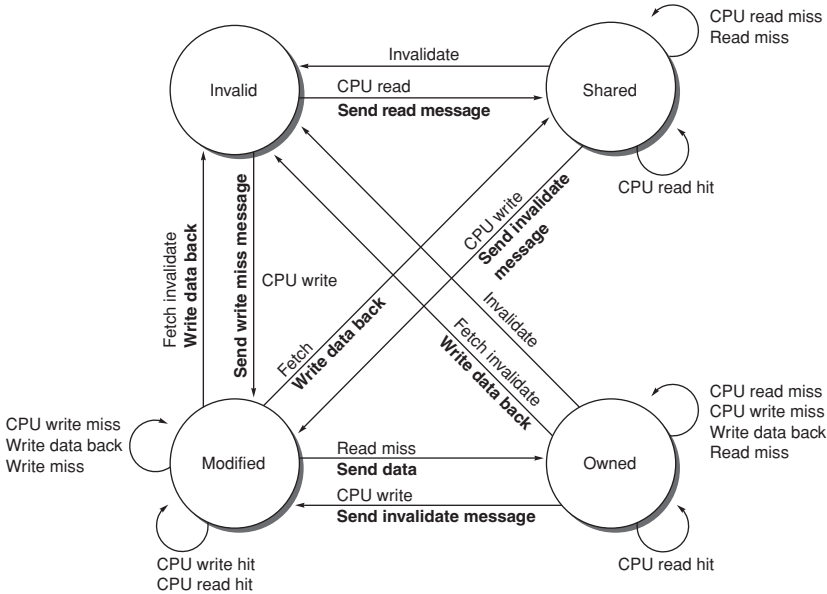 CPU read miss
Read miss
Invalidate
Invalid
CPU read
Shared
Send read message
CPU read hit
Fetch invalidate
Write data back
Send write miss message
CPU write
CPU write
Send invalidate
message
Fetch
Write data back
Invalidate
Fetch invalidate
Write data back
CPU write miss
Write data back
Write miss
Modified
Read miss
Send data
CPU write
Send invalidate message
Owned
CPU read miss
CPU write miss
Write data back
Read miss
CPU write hit
CPU read hit
CPU read hit